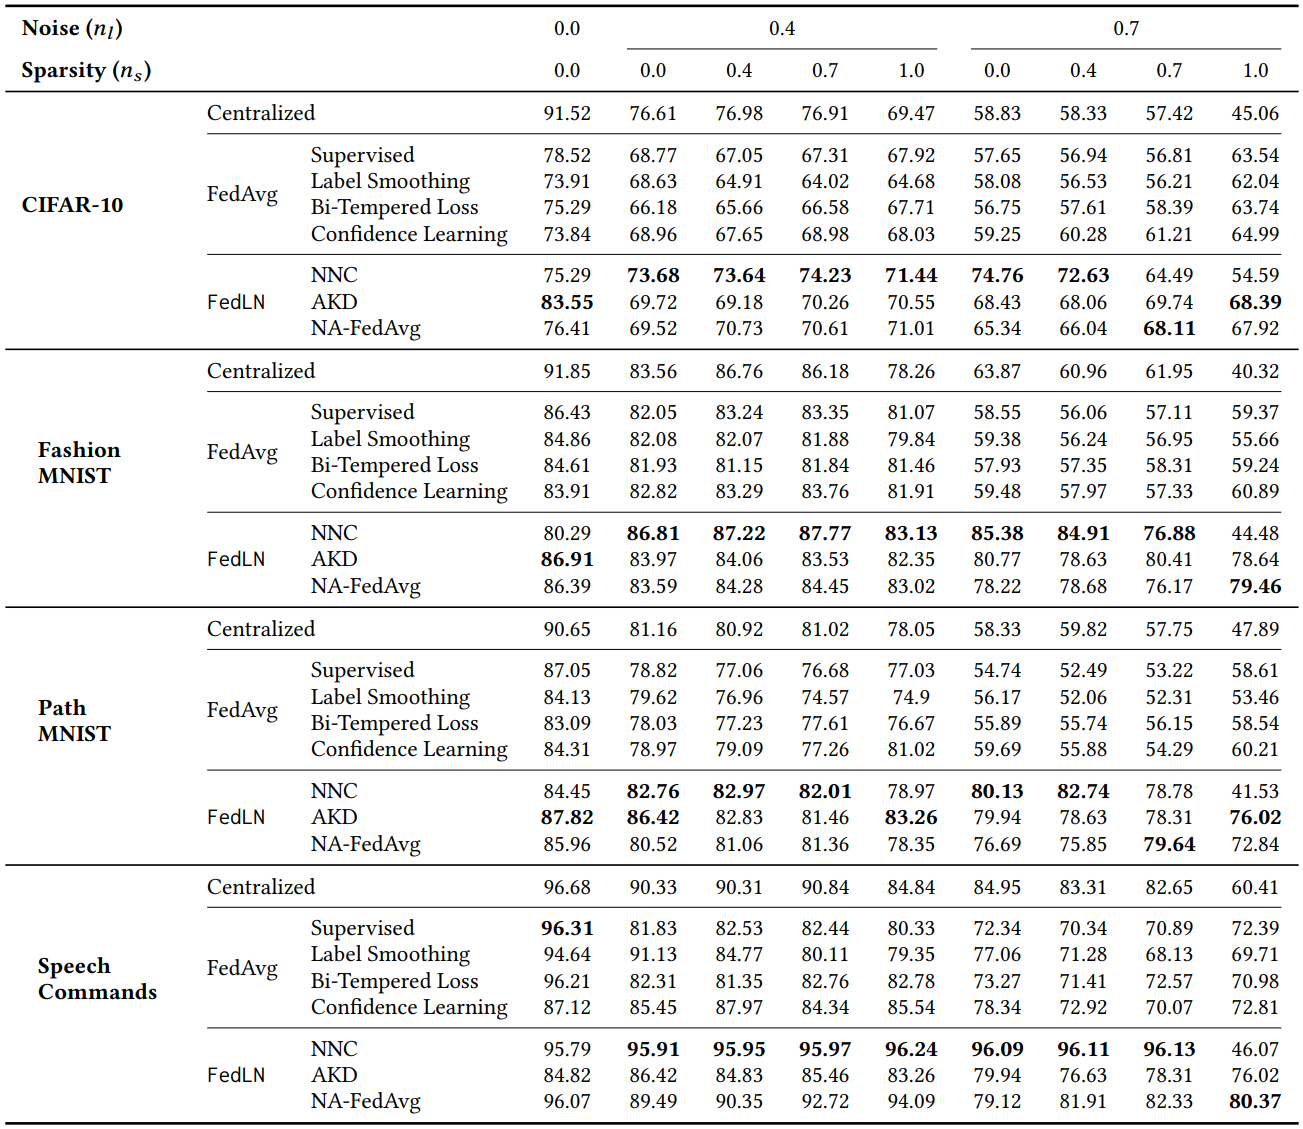 Noise (nl) 0.0 0.4 0.7
Sparsity (ns) 0.0 0.0 0.4 0.7 1.0 0.0 0.4 0.7 1.0
Centralized 91.52 76.61 76.98 76.91 69.47 58.83 58.33 57.42 45.06
Supervised 78.52 68.77 67.05 67.31 67.92 57.65 56.94 56.81 63.54
FedAvg Label Smoothing 73.91 68.63 64.91 64.02 64.68 58.08 56.53 56.21 62.04
CIFAR-10 Bi-Tempered Loss 75.29 66.18 65.66 66.58 67.71 56.75 57.61 58.39 63.74
Confidence Learning 73.84 68.96 67.65 68.98 68.03 59.25 60.28 61.21 64.99
NNC 75.29 73.68 73.64 74.23 71.44 74.76 72.63 64.49 54.59
FedLN AKD 83.55 69.72 69.18 70.26 70.55 68.43 68.06 69.74 68.39
NA-FedAvg 76.41 69.52 70.73 70.61 71.01 65.34 66.04 68.11 67.92
Centralized 91.85 83.56 86.76 86.18 78.26 63.87 60.96 61.95 40.32
Supervised 86.43 82.05 83.24 83.35 81.07 58.55 56.06 57.11 59.37
Fashion FedAvg Label Smoothing 84.86 82.08 82.07 81.88 79.84 59.38 56.24 56.95 55.66
MNIST Bi-Tempered Loss 84.61 81.93 81.15 81.84 81.46 57.93 57.35 58.31 59.24
Confidence Learning 83.91 82.82 83.29 83.76 81.91 59.48 57.97 57.33 60.89
NNC 80.29 86.81 87.22 87.77 83.13 85.38 84.91 76.88 44.48
FedLN AKD 86.91 83.97 84.06 83.53 82.35 80.77 78.63 80.41 78.64
NA-FedAvg 86.39 83.59 84.28 84.45 83.02 78.22 78.68 76.17 79.46
Centralized 90.65 81.16 80.92 81.02 78.05 58.33 59.82 57.75 47.89
Supervised 87.05 78.82 77.06 76.68 77.03 54.74 52.49 53.22 58.61
Path FedAvg Label Smoothing 84.13 79.62 76.96 74.57 74.9 56.17 52.06 52.31 53.46
MNIST Bi-Tempered Loss 83.09 78.03 77.23 77.61 76.67 55.89 55.74 56.15 58.54
Confidence Learning 84.31 78.97 79.09 77.26 81.02 59.69 55.88 54.29 60.21
NNC 84.45 82.76 82.97 82.01 78.97 80.13 82.74 78.78 41.53
FedLN AKD 87.82 86.42 82.83 81.46 83.26 79.94 78.63 78.31 76.02
NA-FedAvg 85.96 80.52 81.06 81.36 78.35 76.69 75.85 79.64 72.84
Centralized 96.68 90.33 90.31 90.84 84.84 84.95 83.31 82.65 60.41
Supervised 96.31 81.83 82.53 82.44 80.33 72.34 70.34 70.89 72.39
Speech FedAvg Label Smoothing 94.64 91.13 84.77 80.11 79.35 77.06 71.28 68.13 69.71
Commands Bi-Tempered Loss 96.21 82.31 81.35 82.76 82.78 73.27 71.41 72.57 70.98
Confidence Learning 87.12 85.45 87.97 84.34 85.54 78.34 72.92 70.07 72.81
NNC 95.79 95.91 95.95 95.97 96.24 96.09 96.11 96.13 46.07
FedLN AKD 84.82 86.42 84.83 85.46 83.26 79.94 76.63 78.31 76.02
NA-FedAvg 96.07 89.49 90.35 92.72 94.09 79.12 81.91 82.33 80.37